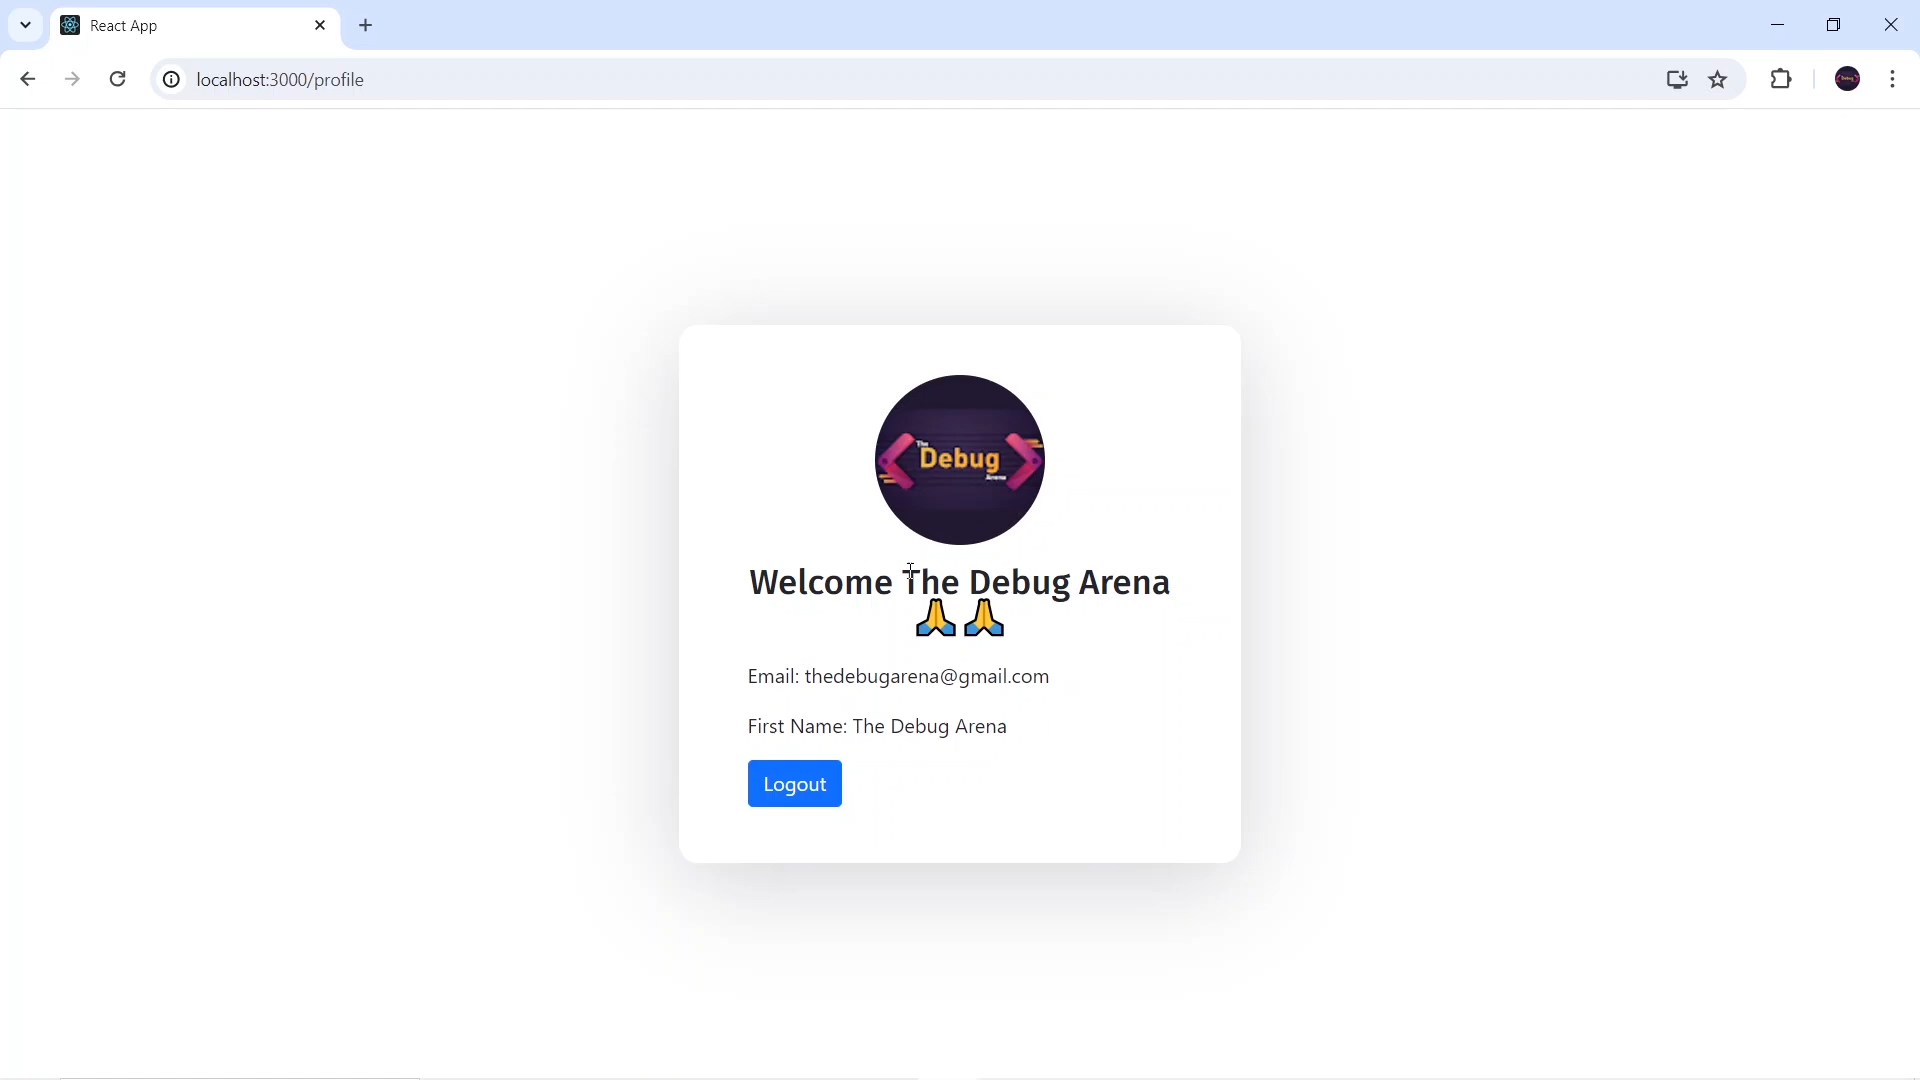 React App
localhost:3000/profile
The
Debug
Arena
Welcome The Debug Arena
🙏🙏
Email: thedebugarena@gmail.com
First Name: The Debug Arena
Logout